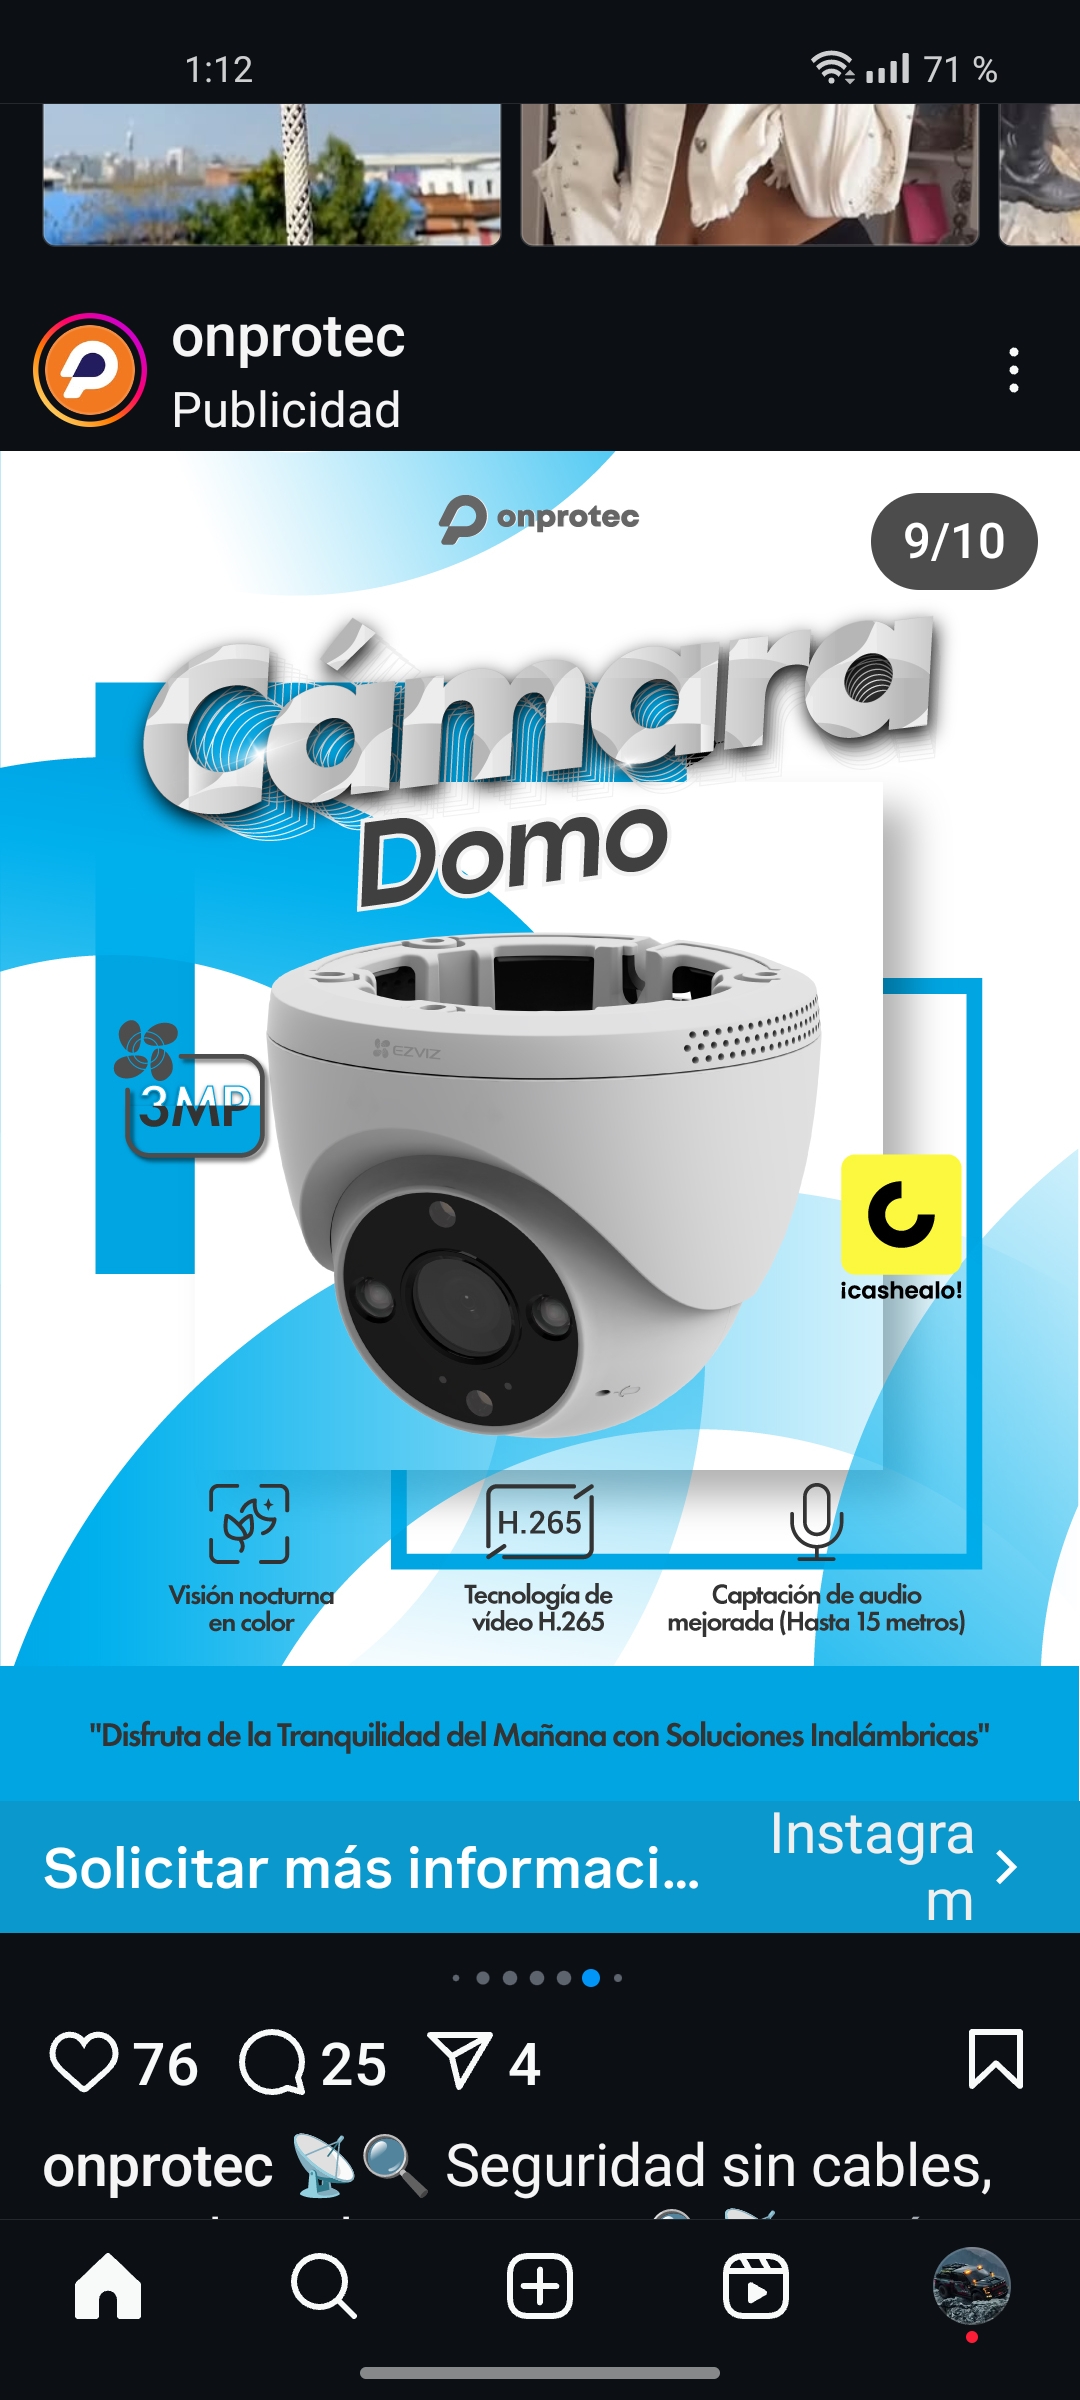 1:12
71 %
onprotec
Publicidad
onprotec
9/10
Cámara
Domo
EZVIZ
3MP
¡cashealo!
H.265
Visión nocturna
en color
Tecnología de
vídeo H.265
Captación de audio
mejorada (Hasta 15 metros)
"Disfruta de la Tranquilidad del Mañana con Soluciones Inalámbricas"
Solicitar más informaci...
Instagra
m
76
25
4
onprotec 📡🔍 Seguridad sin cables,